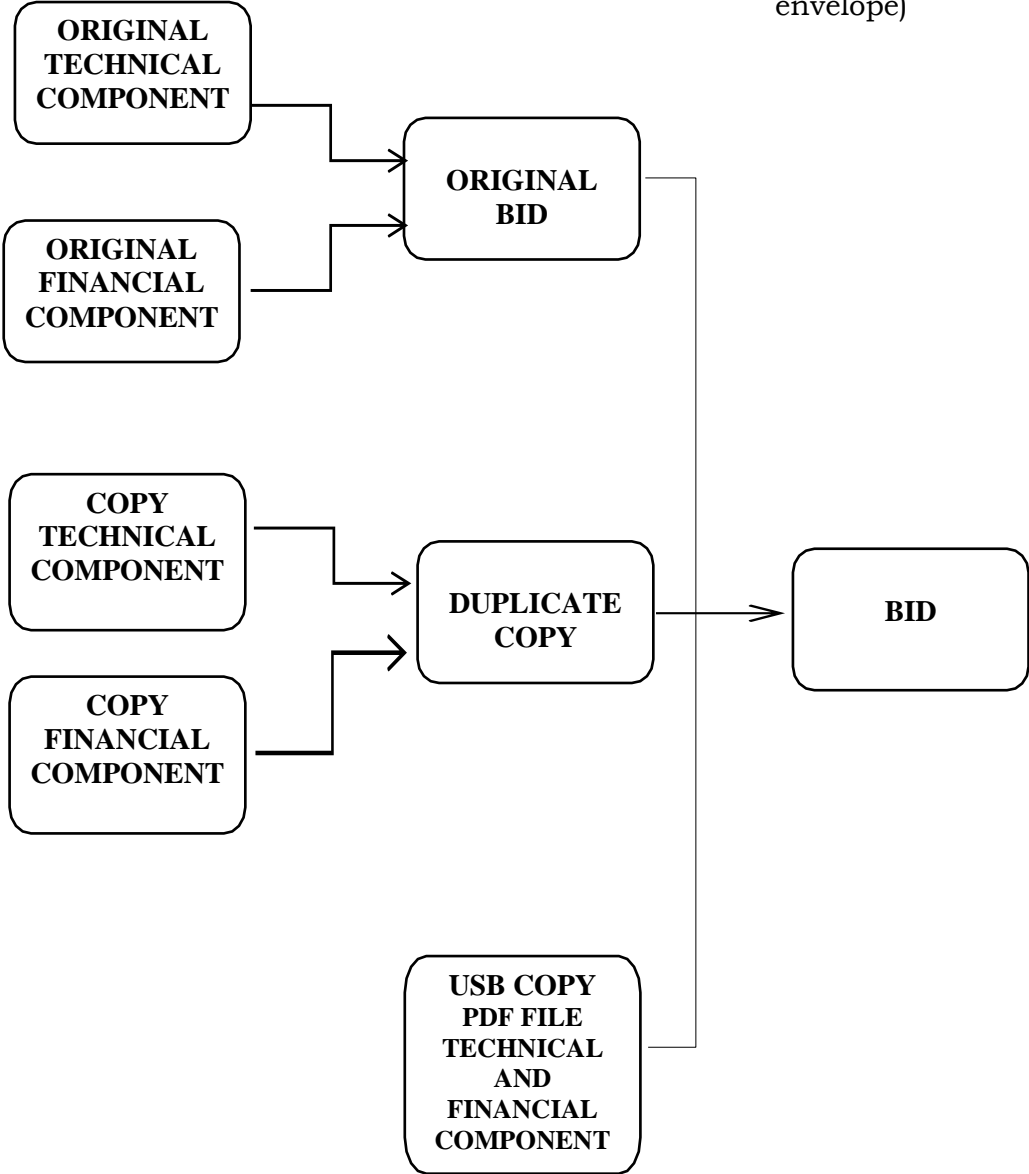 envelope)
ORIGINAL
TECHNICAL
COMPONENT
ORIGINAL
BID
ORIGINAL
FINANCIAL
COMPONENT
COPY
TECHNICAL
COMPONENT
DUPLICATE
COPY
BID
COPY
FINANCIAL
COMPONENT
USB COPY
PDF FILE
TECHNICAL
AND
FINANCIAL
COMPONENT